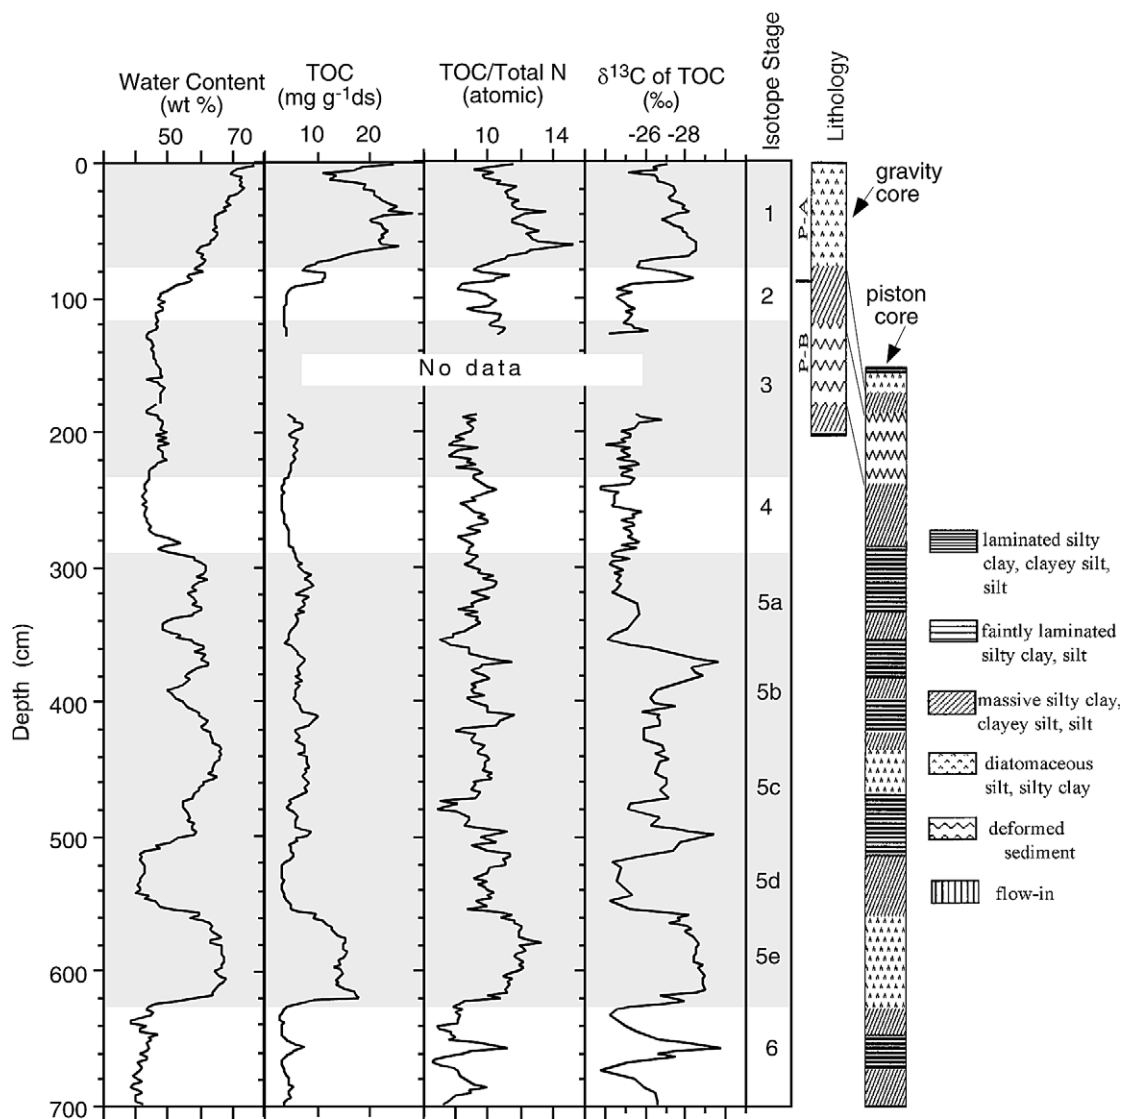 Water Content
(wt %)
TOC
(mg g-1ds)
TOC/Total N
(atomic)
δ13C of TOC
(‰)
Isotope Stage
Lithology
50 70
10 20
10 14
-26 -28
0
100
200
300
400
500
600
700
Depth (cm)
No data
1
2
3
4
5a
5b
5c
5d
5e
6
P-A
P-B
gravity
core
piston
core
laminated silty
clay, clayey silt,
silt
faintly laminated
silty clay, silt
massive silty clay,
clayey silt, silt
diatomaceous
silt, silty clay
deformed
sediment
flow-in